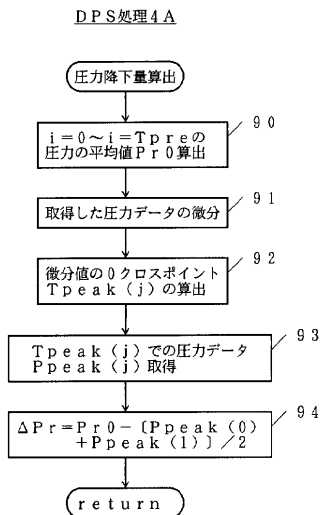 DPS処理4A
圧力降下量算出
90
i=0~i=Tpreの
圧力の平均値Pr0算出
91
取得した圧力データの微分
92
微分値の0クロスポイント
Tpeak(j)の算出
93
Tpeak(j)での圧力データ
Ppeak(j)取得
94
ΔPr=Pr0-〔Ppeak(0)
+Ppeak(1)〕/2
return